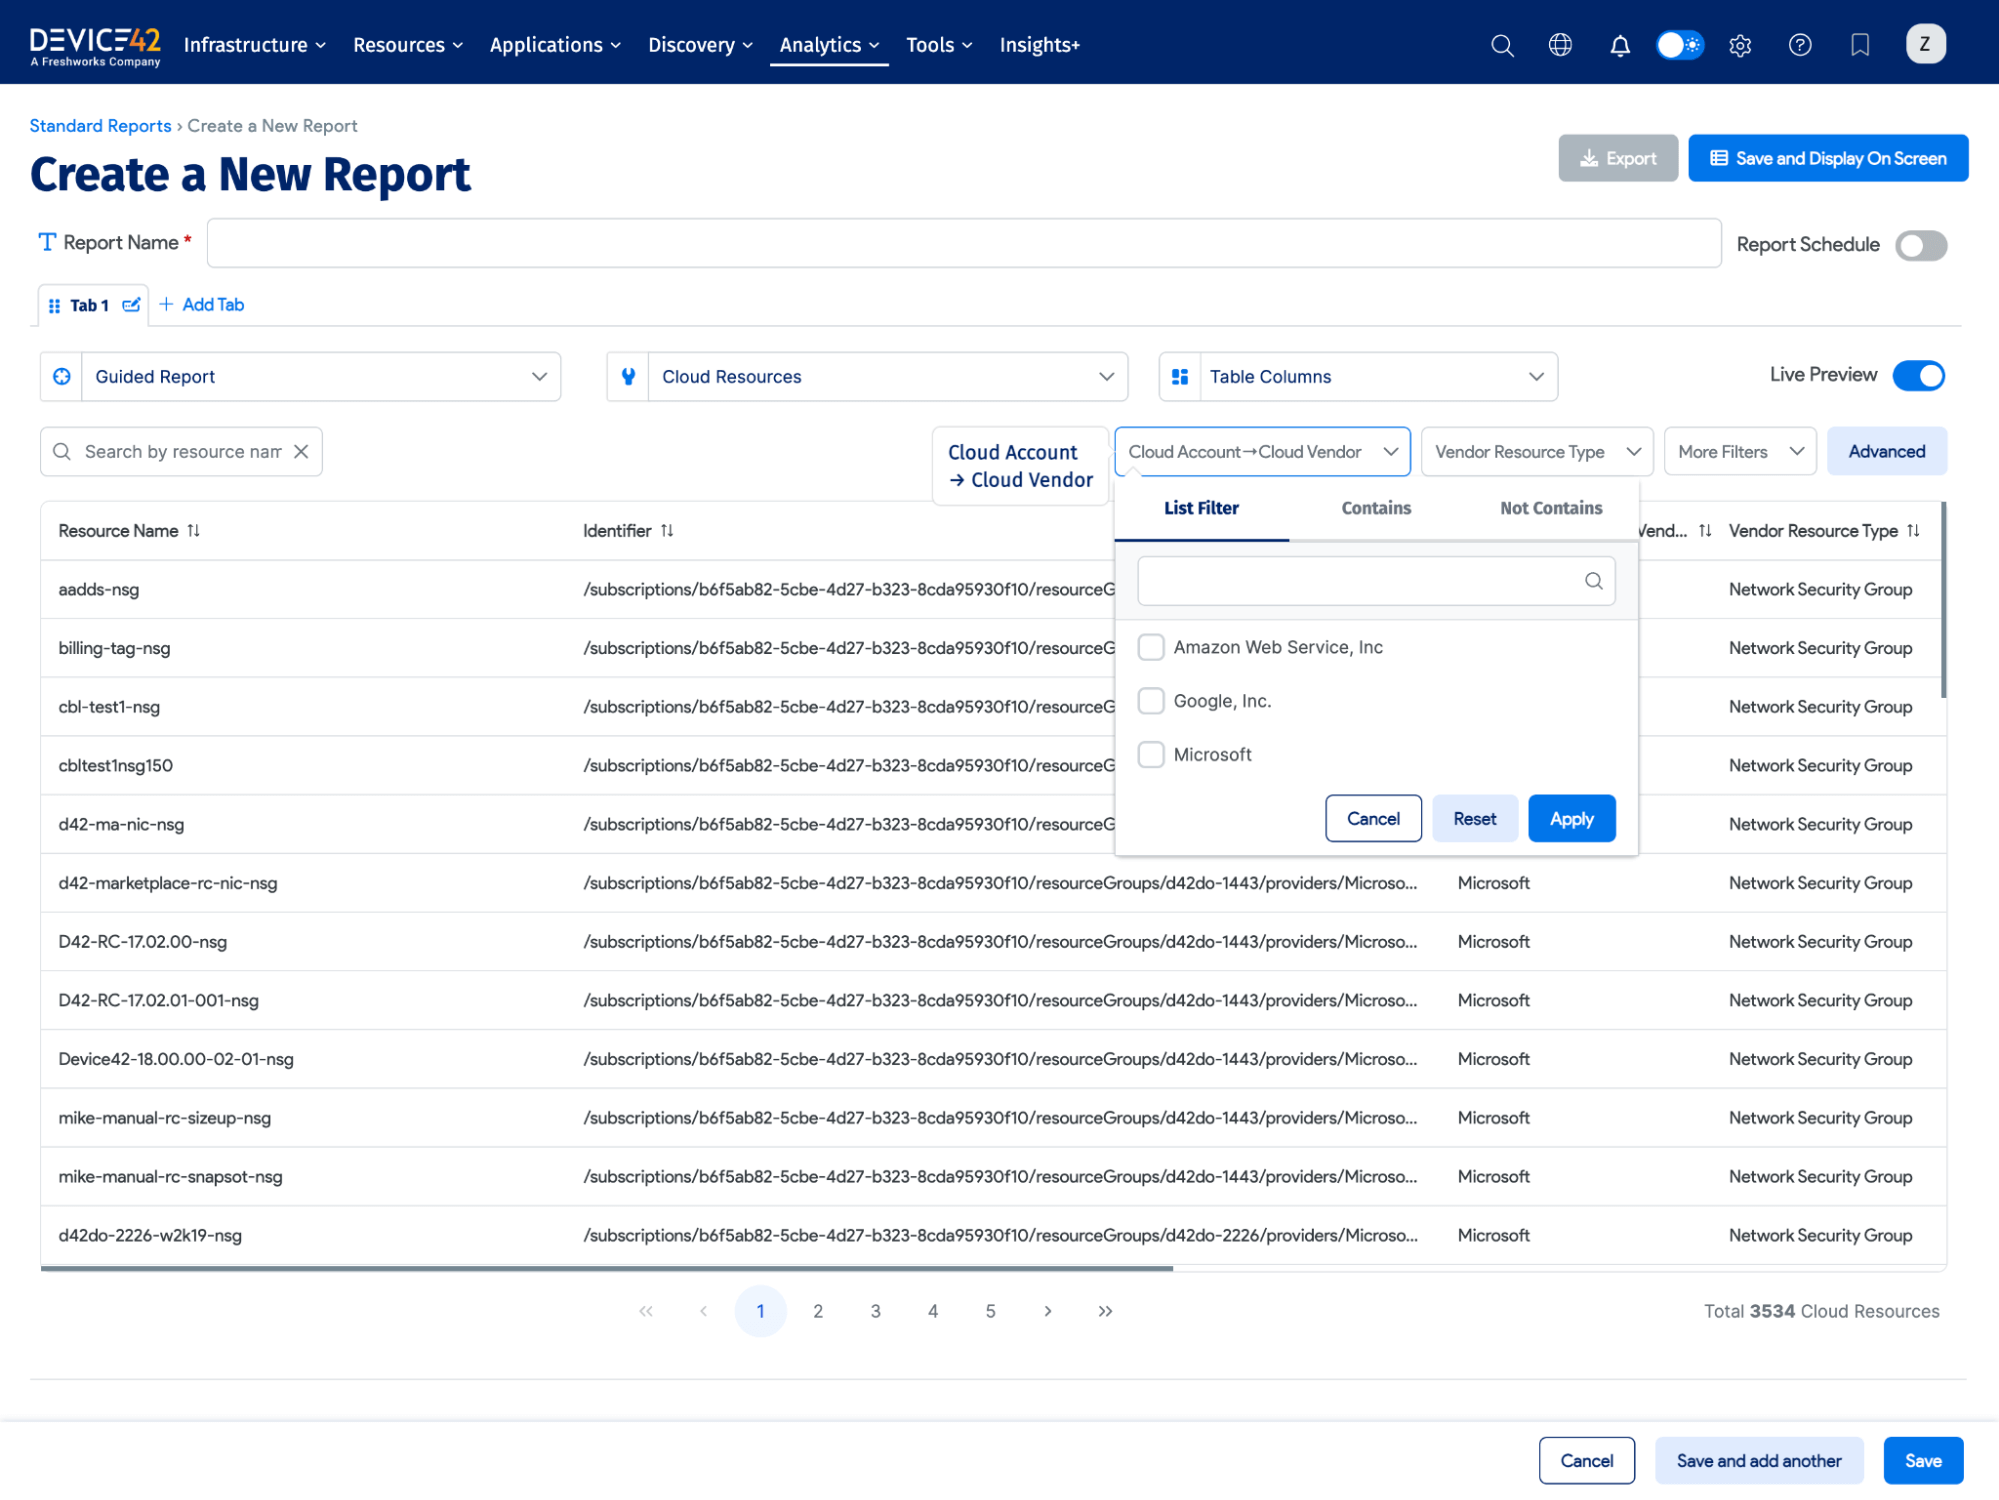 DEVICE42
A Freshworks Company
Infrastructure
Resources
Applications
Discovery
Analytics
Tools
Insights+
Z
Standard Reports › Create a New Report
Create a New Report
Export
Save and Display On Screen
Report Name *
Report Schedule
Tab 1
+ Add Tab
Guided Report
Cloud Resources
Table Columns
Live Preview
Search by resource nam
Cloud Account
→ Cloud Vendor
Cloud Account→Cloud Vendor
Vendor Resource Type
More Filters
Advanced
List Filter
Contains
Not Contains
Amazon Web Service, Inc
Google, Inc.
Microsoft
Cancel
Reset
Apply
Resource Name
Identifier
Vend...
Vendor Resource Type
aadds-nsg /subscriptions/b6f5ab82-5cbe-4d27-b323-8cda95930f10/resourceG Network Security Group
billing-tag-nsg /subscriptions/b6f5ab82-5cbe-4d27-b323-8cda95930f10/resourceG Network Security Group
cbl-test1-nsg /subscriptions/b6f5ab82-5cbe-4d27-b323-8cda95930f10/resourceG Network Security Group
cbltest1nsg150 /subscriptions/b6f5ab82-5cbe-4d27-b323-8cda95930f10/resourceG Network Security Group
d42-ma-nic-nsg /subscriptions/b6f5ab82-5cbe-4d27-b323-8cda95930f10/resourceG Network Security Group
d42-marketplace-rc-nic-nsg /subscriptions/b6f5ab82-5cbe-4d27-b323-8cda95930f10/resourceGroups/d42do-1443/providers/Microso... Microsoft Network Security Group
D42-RC-17.02.00-nsg /subscriptions/b6f5ab82-5cbe-4d27-b323-8cda95930f10/resourceGroups/d42do-1443/providers/Microso... Microsoft Network Security Group
D42-RC-17.02.01-001-nsg /subscriptions/b6f5ab82-5cbe-4d27-b323-8cda95930f10/resourceGroups/d42do-1443/providers/Microso... Microsoft Network Security Group
Device42-18.00.00-02-01-nsg /subscriptions/b6f5ab82-5cbe-4d27-b323-8cda95930f10/resourceGroups/d42do-1443/providers/Microso... Microsoft Network Security Group
mike-manual-rc-sizeup-nsg /subscriptions/b6f5ab82-5cbe-4d27-b323-8cda95930f10/resourceGroups/d42do-1443/providers/Microso... Microsoft Network Security Group
mike-manual-rc-snapsot-nsg /subscriptions/b6f5ab82-5cbe-4d27-b323-8cda95930f10/resourceGroups/d42do-1443/providers/Microso... Microsoft Network Security Group
d42do-2226-w2k19-nsg /subscriptions/b6f5ab82-5cbe-4d27-b323-8cda95930f10/resourceGroups/d42do-2226/providers/Microso... Microsoft Network Security Group
« ‹ 1 2 3 4 5 › »
Total 3534 Cloud Resources
Cancel
Save and add another
Save